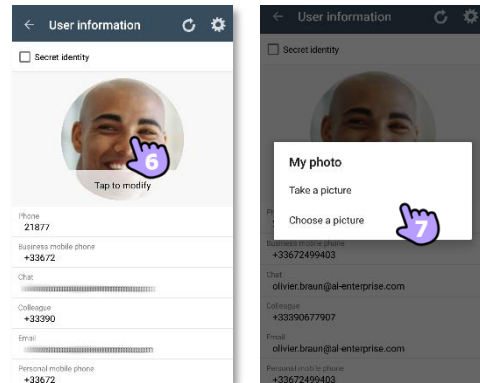 User information
Secret identity
6
Tap to modify
Phone
21877
Business mobile phone
+33672
Chat
Colleague
+33390
Email
Personal mobile phone
+33672
User information
Secret identity
My photo
Take a picture
Choose a picture
7
Business mobile phone
+33672499403
Chat
olivier.braun@al-enterprise.com
Colleague
+33390677907
Email
olivier.braun@al-enterprise.com
Personal mobile phone
+33672499403